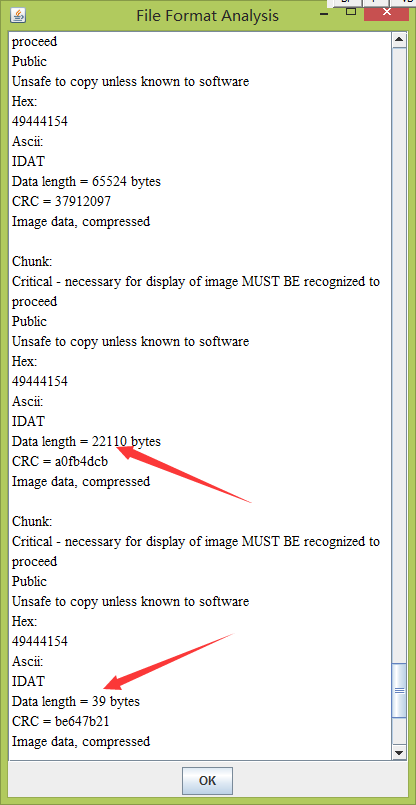 File Format Analysis
proceed
Public
Unsafe to copy unless known to software
Hex:
49444154
Ascii:
IDAT
Data length = 65524 bytes
CRC = 37912097
Image data, compressed
Chunk:
Critical - necessary for display of image MUST BE recognized to
proceed
Public
Unsafe to copy unless known to software
Hex:
49444154
Ascii:
IDAT
Data length = 22110 bytes
CRC = a0fb4dcb
Image data, compressed
Chunk:
Critical - necessary for display of image MUST BE recognized to
proceed
Public
Unsafe to copy unless known to software
Hex:
49444154
Ascii:
IDAT
Data length = 39 bytes
CRC = be647b21
Image data, compressed
OK